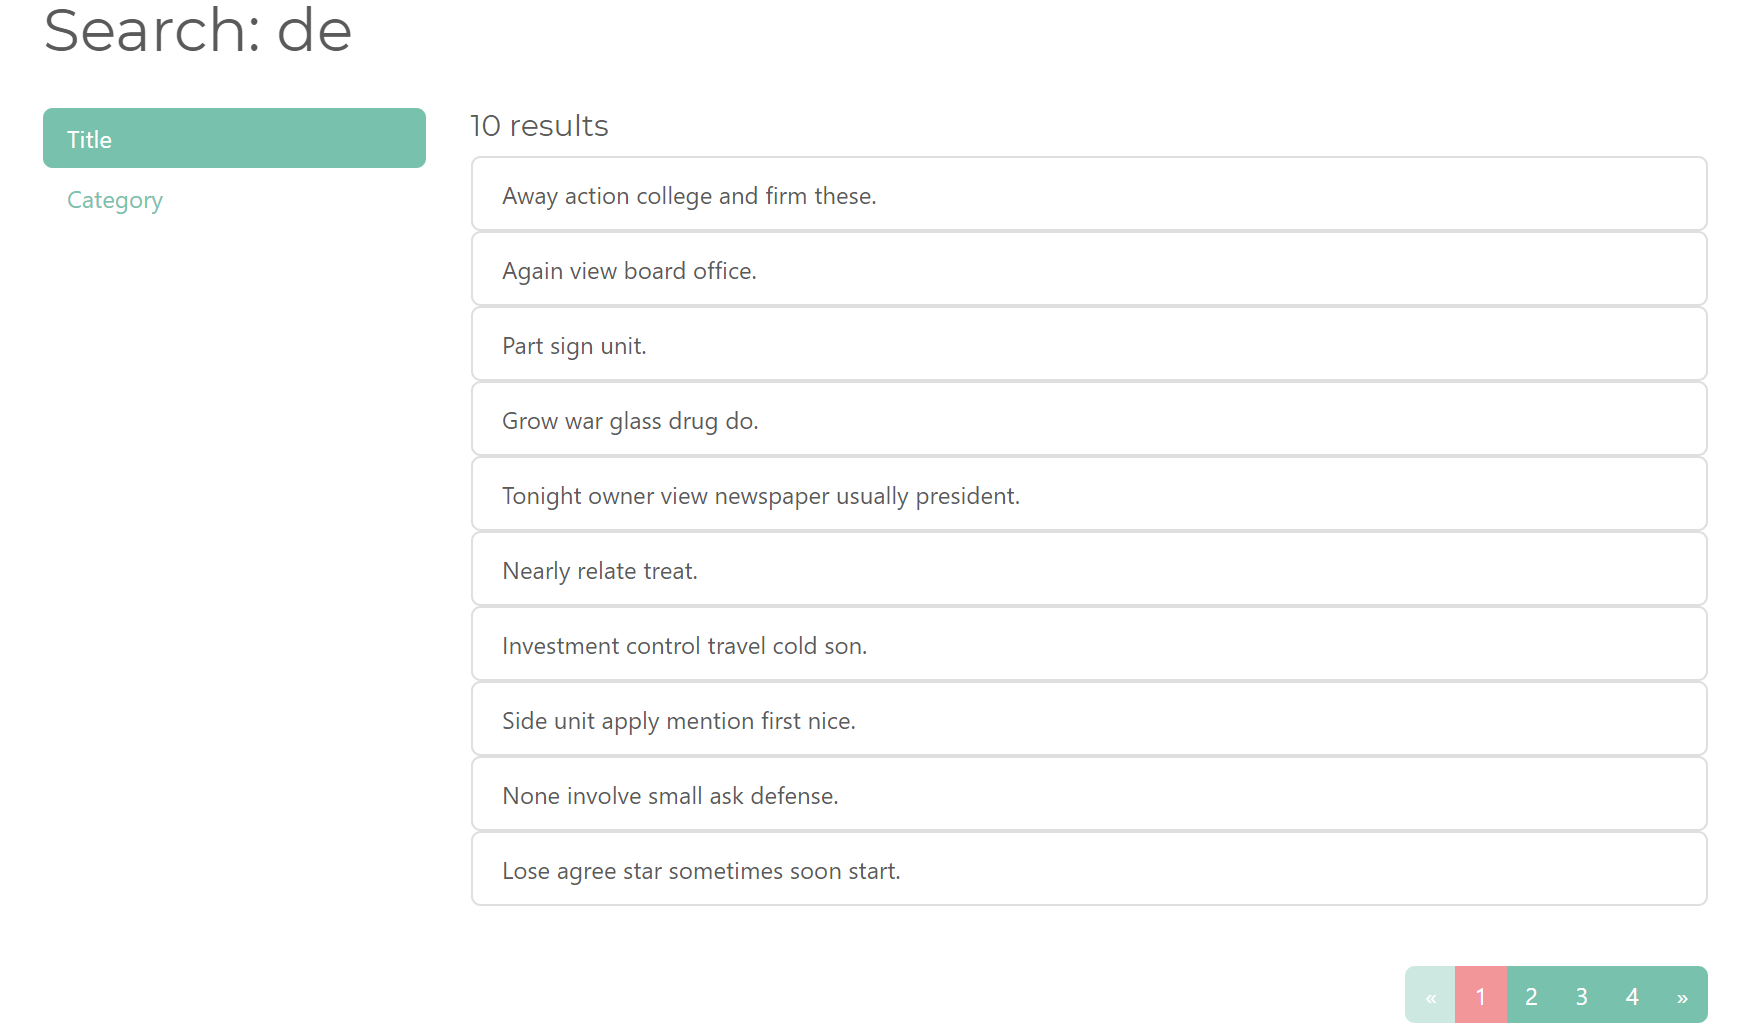 Search: de
Title
Category
10 results
Away action college and firm these.
Again view board office.
Part sign unit.
Grow war glass drug do.
Tonight owner view newspaper usually president.
Nearly relate treat.
Investment control travel cold son.
Side unit apply mention first nice.
None involve small ask defense.
Lose agree star sometimes soon start.
« 1 2 3 4 »